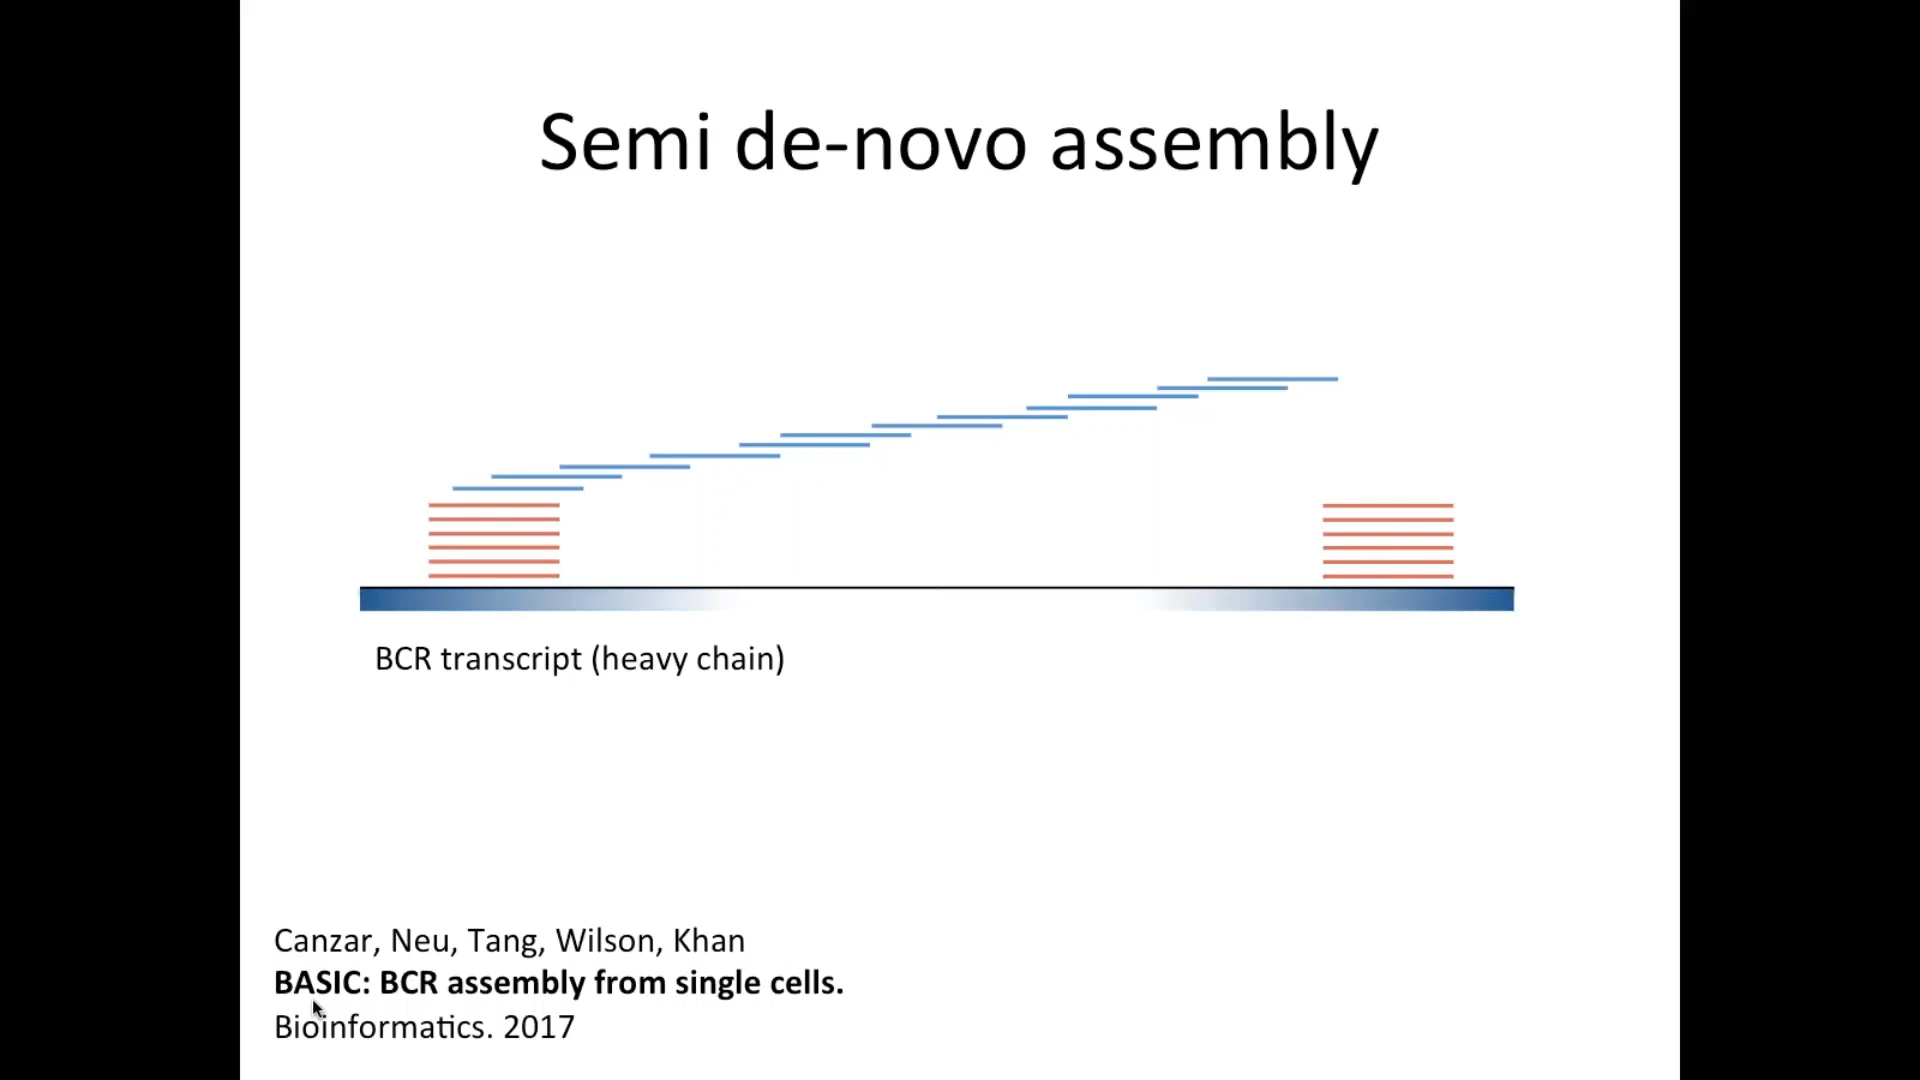 Semi de-novo assembly
BCR transcript (heavy chain)
Canzar, Neu, Tang, Wilson, Khan
BASIC: BCR assembly from single cells.
Bioinformatics. 2017